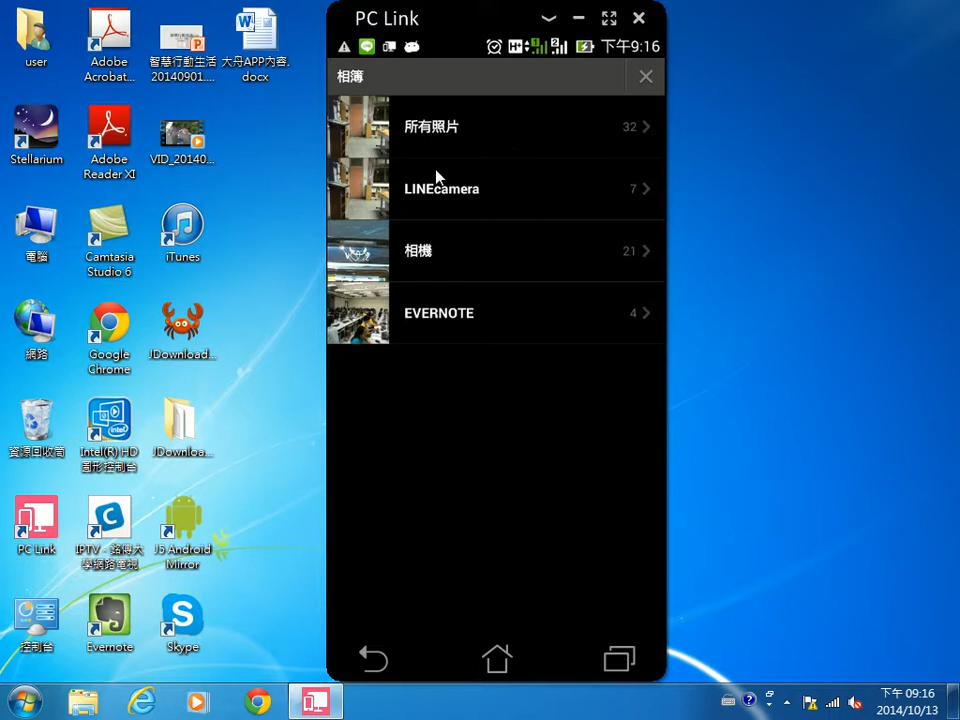 user
Adobe
Acrobat...
智慧行動生活
20140901....
大舟APP內容.
docx
Stellarium
Adobe
Reader XI
VID_20140...
電腦
Camtasia
Studio 6
iTunes
網路
Google
Chrome
JDownload...
資源回收筒
Intel(R) HD
圖形控制台
JDownloa...
PC Link
IPTV - 銘傳大
學網路電視
J5 Android
Mirror
控制台
Evernote
Skype
PC Link
下午9:16
相簿
所有照片 32
LINEcamera 7
相機 21
EVERNOTE 4
下午 09:16
2014/10/13